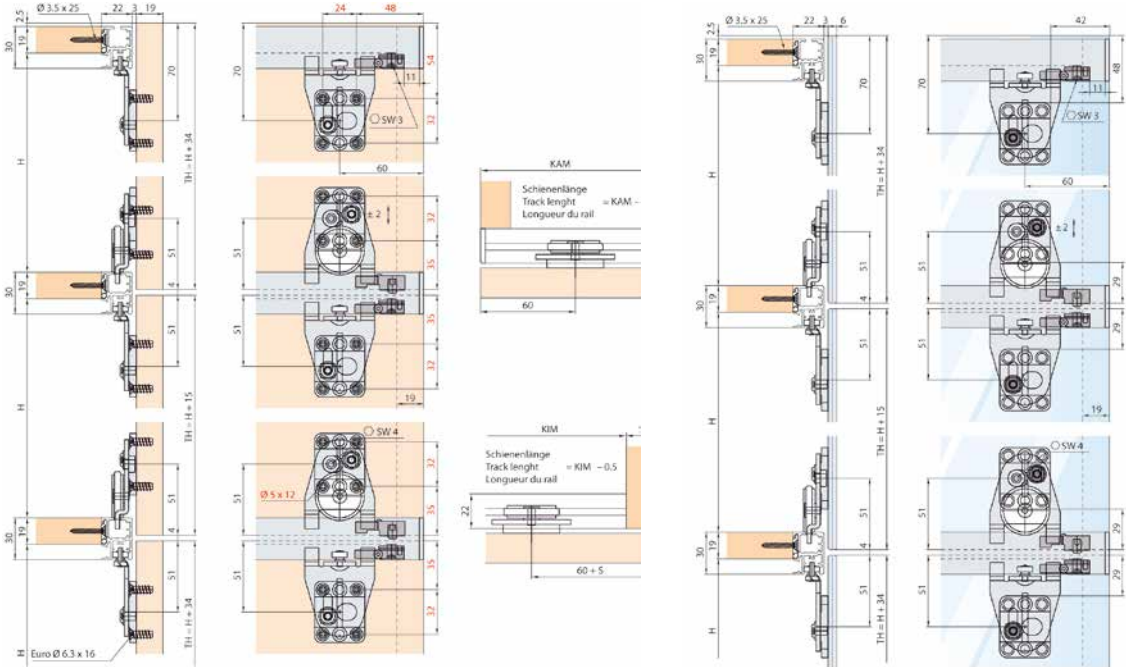 2.5
Ø 3.5 x 25
22
3
19
30
19
H
70
TH = H + 34
51
30
19
4
51
H
TH = H + 15
51
30
19
4
51
TH = H + 34
H
Euro Ø 6.3 x 16
24
48
70
54
11
SW 3
32
60
± 2
32
51
35
35
51
32
19
SW 4
32
51
Ø 5 x 12
35
35
51
32
KAM
Schienenlänge
Track lenght = KAM –
Longueur du rail
60
KIM
Schienenlänge
Track lenght = KIM – 0.5
Longueur du rail
22
60 + S
2.5
Ø 3.5 x 25
22
3
6
30
19
H
70
TH = H + 34
51
30
19
4
51
H
TH = H + 15
51
30
19
4
51
TH = H + 34
H
42
70
48
11
SW 3
60
± 2
51
29
29
51
19
SW 4
51
29
29
51